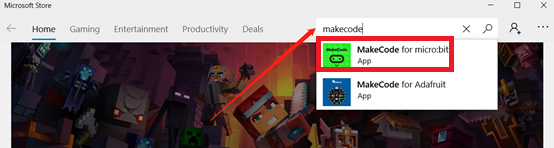 Microsoft Store
Home Gaming Entertainment Productivity Deals
makecode
MakeCode for micro:bit
App
MakeCode for Adafruit
App